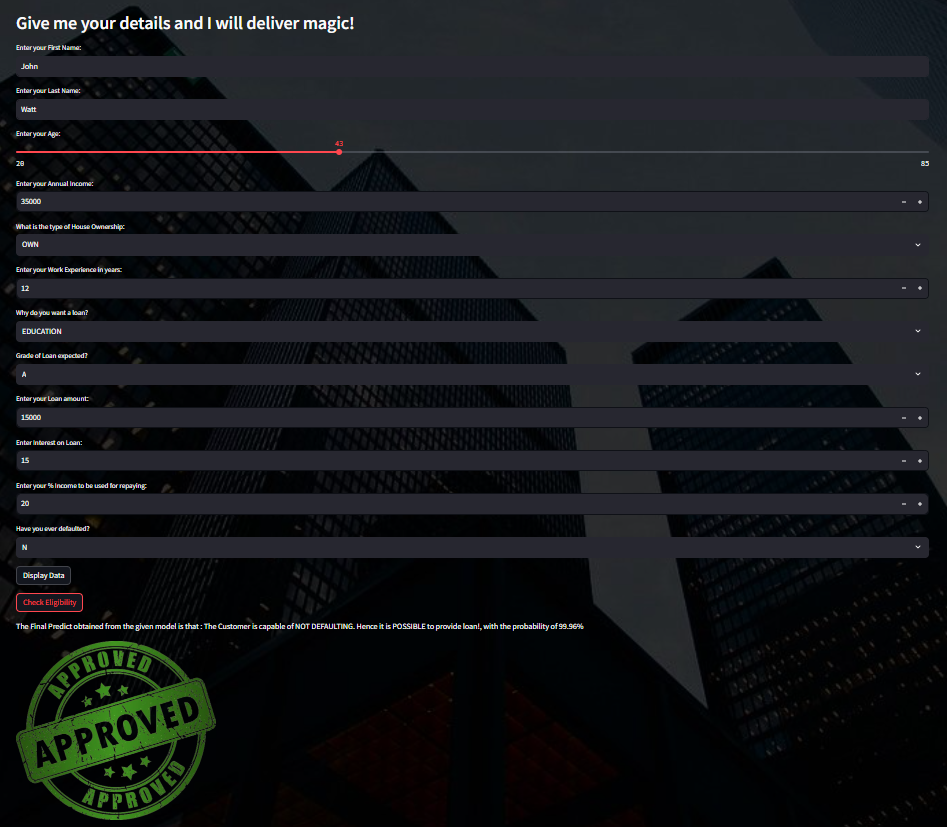 Give me your details and I will deliver magic!
Enter your First Name:
John
Enter your Last Name:
Watt
Enter your Age:
43
20 85
Enter your Annual Income:
35000
What is the type of House Ownership:
OWN
Enter your Work Experience in years:
12
Why do you want a loan?
EDUCATION
Grade of Loan expected?
A
Enter your Loan amount:
15000
Enter Interest on Loan:
15
Enter your % Income to be used for repaying:
20
Have you ever defaulted?
N
Display Data
Check Eligibility
The Final Predict obtained from the given model is that : The Customer is capable of NOT DEFAULTING. Hence it is POSSIBLE to provide loan!, with the probability of 99.96%
APPROVED
APPROVED
APPROVED